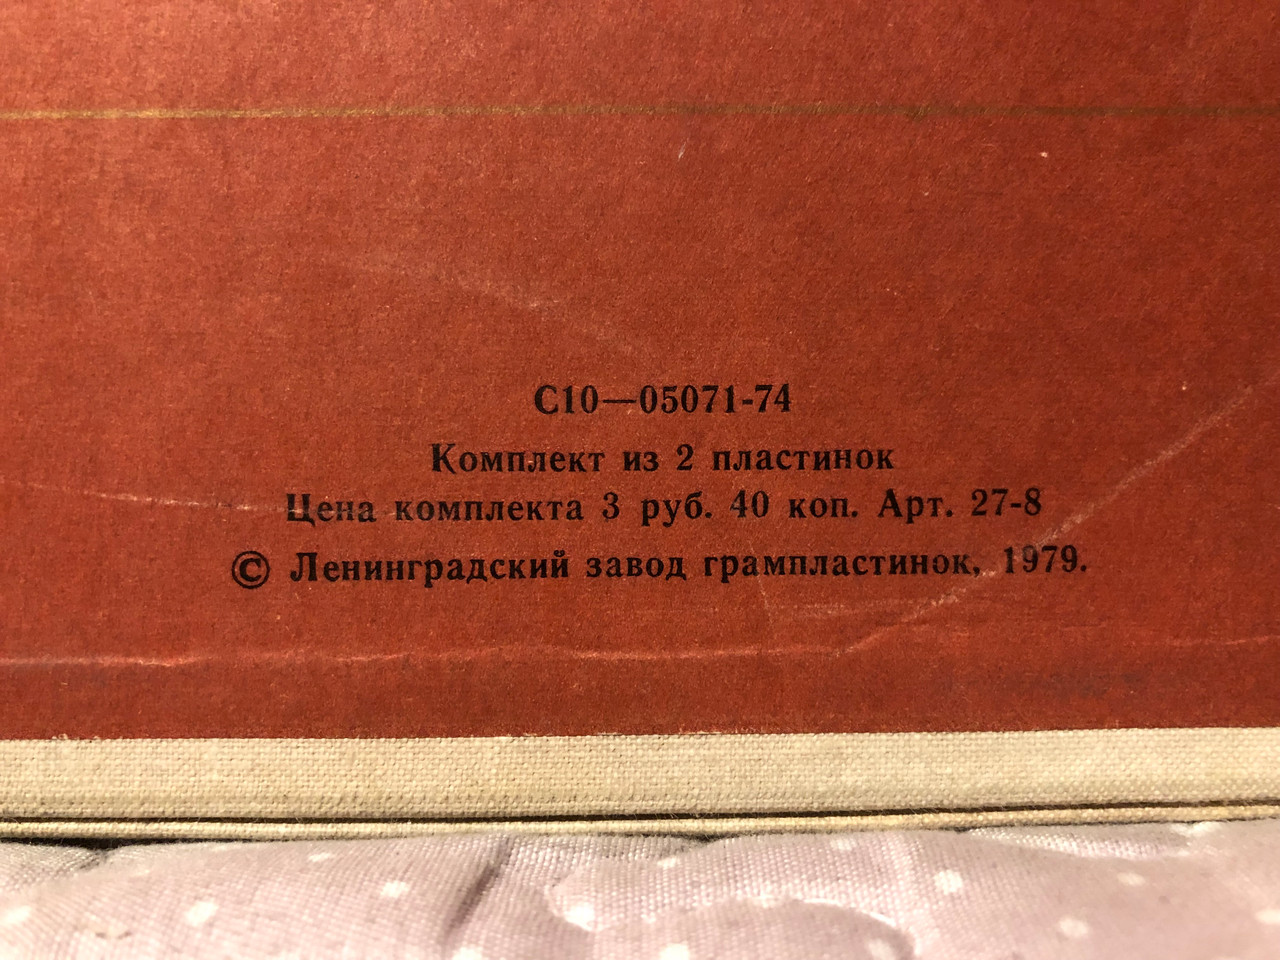 С10—05071-74
Комплект из 2 пластинок
Цена комплекта 3 руб. 40 коп. Арт. 27-8
© Ленинградский завод грампластинок, 1979.